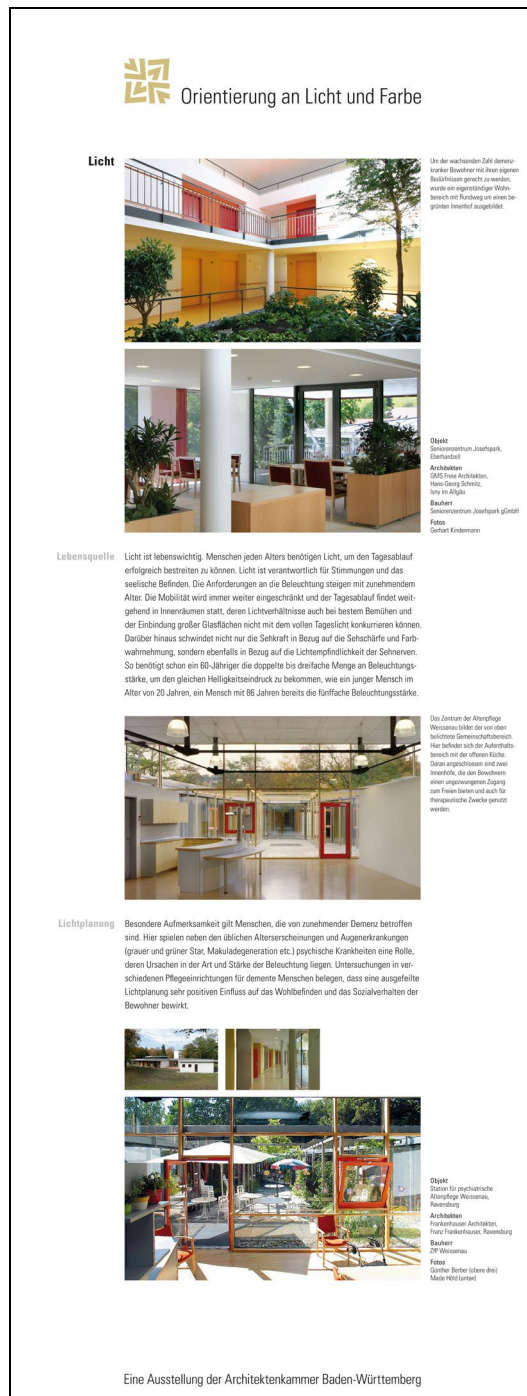 Orientierung an Licht und Farbe
Licht
Um der wachsenden Zahl demenz-
kranker Bewohner mit ihren eigenen
Bedürfnissen gerecht zu werden,
wurde ein eigenständiger Wohn-
bereich mit Rundweg um einen be-
grünten Innenhof ausgebildet.
Objekt
Seniorenzentrum Josefspark,
Eberhardzell
Architekten
GMS Freie Architekten,
Hans-Georg Schmitz,
Isny im Allgäu
Bauherr
Seniorenzentrum Josefspark gGmbH
Fotos
Gerhart Kindermann
Lebensquelle
Licht ist lebenswichtig. Menschen jeden Alters benötigen Licht, um den Tagesablauf
erfolgreich bestreiten zu können. Licht ist verantwortlich für Stimmungen und das
seelische Befinden. Die Anforderungen an die Beleuchtung steigen mit zunehmendem
Alter. Die Mobilität wird immer weiter eingeschränkt und der Tagesablauf findet weit-
gehend in Innenräumen statt, deren Lichtverhältnisse auch bei bestem Bemühen und
der Einbindung großer Glasflächen nicht mit dem vollen Tageslicht konkurrieren können.
Darüber hinaus schwindet nicht nur die Sehkraft in Bezug auf die Sehschärfe und Farb-
wahrnehmung, sondern ebenfalls in Bezug auf die Lichtempfindlichkeit der Sehnerven.
So benötigt schon ein 60-Jähriger die doppelte bis dreifache Menge an Beleuchtungs-
stärke, um den gleichen Helligkeitseindruck zu bekommen, wie ein junger Mensch im
Alter von 20 Jahren, ein Mensch mit 86 Jahren bereits die fünffache Beleuchtungsstärke.
Das Zentrum der Altenpflege
Weissenau bildet der von oben
belichtete Gemeinschaftsbereich.
Hier befindet sich der Aufenthalts-
bereich mit der offenen Küche.
Daran angeschlossen sind zwei
Innenhöfe, die den Bewohnern
einen ungezwungenen Zugang
zum Freien bieten und auch für
therapeutische Zwecke genutzt
werden.
Lichtplanung
Besondere Aufmerksamkeit gilt Menschen, die von zunehmender Demenz betroffen
sind. Hier spielen neben den üblichen Alterserscheinungen und Augenerkrankungen
(grauer und grüner Star, Makuladegeneration etc.) psychische Krankheiten eine Rolle,
deren Ursachen in der Art und Stärke der Beleuchtung liegen. Untersuchungen in ver-
schiedenen Pflegeeinrichtungen für demente Menschen belegen, dass eine ausgefeilte
Lichtplanung sehr positiven Einfluss auf das Wohlbefinden und das Sozialverhalten der
Bewohner bewirkt.
Objekt
Station für psychiatrische
Altenpflege Weissenau,
Ravensburg
Architekten
Frankenhauser Architekten,
Franz Frankenhauser, Ravensburg
Bauherr
ZfP Weissenau
Fotos
Günther Berber (obere drei)
Made Höld (unten)
Eine Ausstellung der Architektenkammer Baden-Württemberg